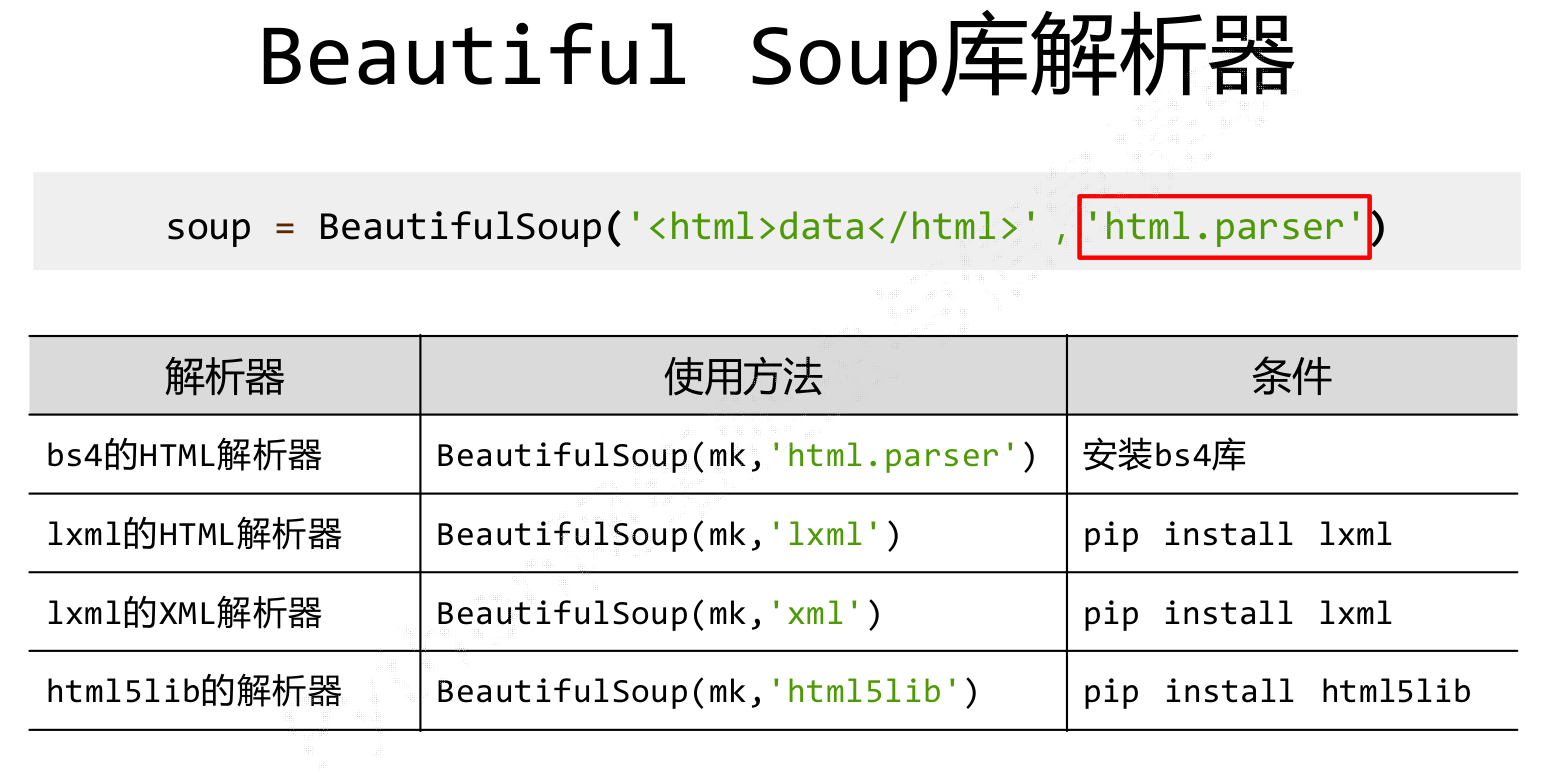 Beautiful Soup库解析器
soup = BeautifulSoup('<html>data</html>','html.parser')
解析器 使用方法 条件
bs4的HTML解析器 BeautifulSoup(mk,'html.parser') 安装bs4库
lxml的HTML解析器 BeautifulSoup(mk,'lxml') pip install lxml
lxml的XML解析器 BeautifulSoup(mk,'xml') pip install lxml
html5lib的解析器 BeautifulSoup(mk,'html5lib') pip install html5lib